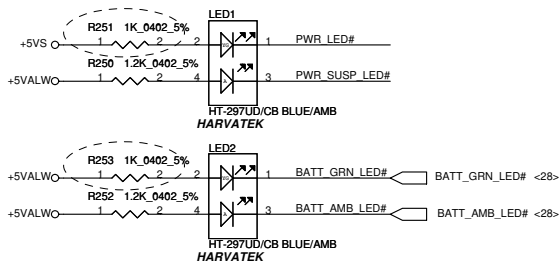 LED1
R251 1K_0402_5%
+5VS 1 2 2 1 PWR_LED#
R250 1.2K_0402_5%
+5VALW 1 2 4 A 3 PWR_SUSP_LED#
HT-297UD/CB BLUE/AMB
HARVATEK
LED2
R253 1K_0402_5%
+5VALW 1 2 2 1 BATT_GRN_LED# BATT_GRN_LED# <28>
R252 1.2K_0402_5%
+5VALW 1 2 4 A 3 BATT_AMB_LED# BATT_AMB_LED# <28>
HT-297UD/CB BLUE/AMB
HARVATEK